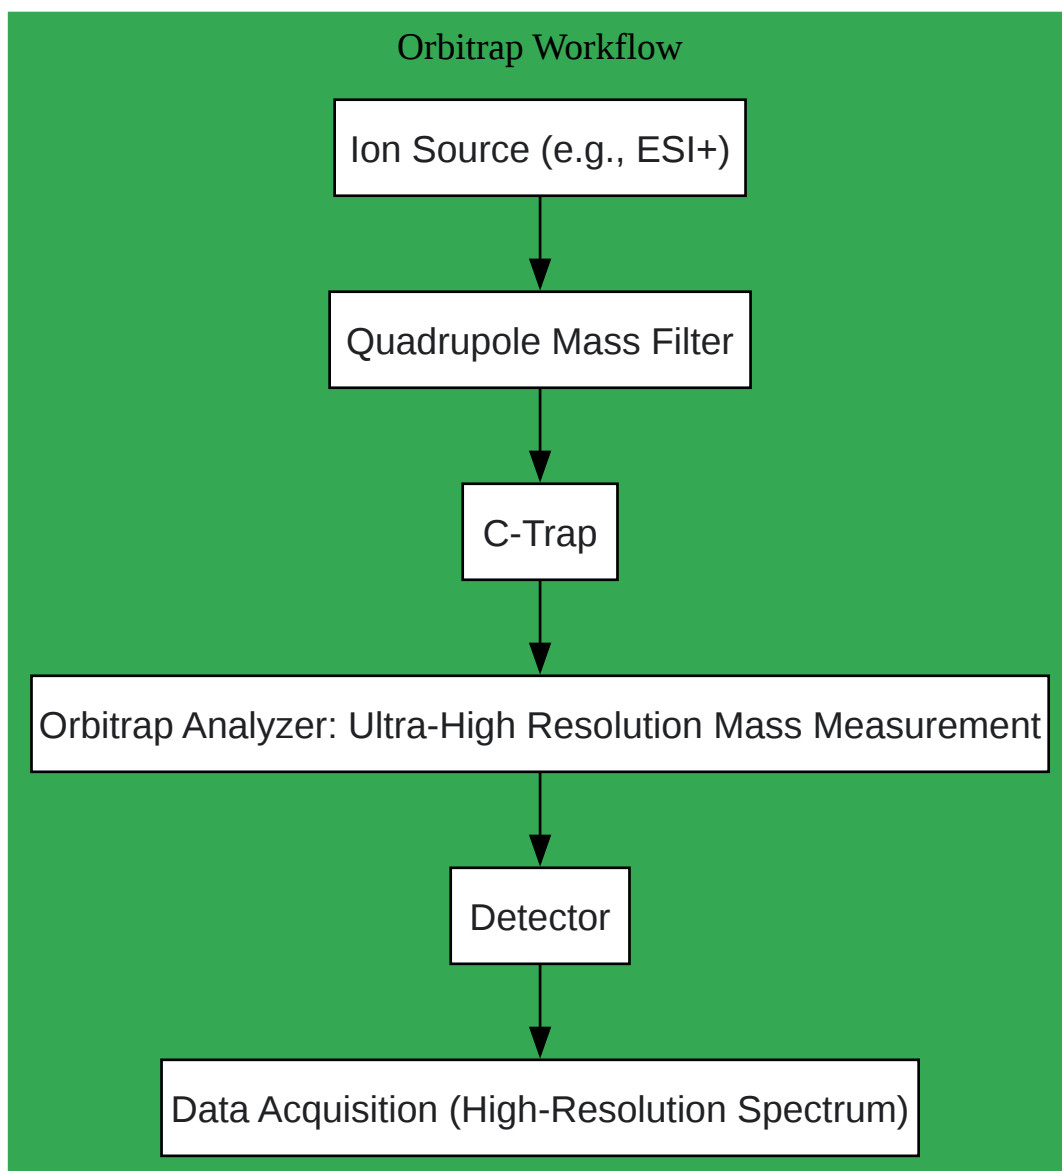 Orbitrap Workflow
Ion Source (e.g., ESI+)
Quadrupole Mass Filter
C-Trap
Orbitrap Analyzer: Ultra-High Resolution Mass Measurement
Detector
Data Acquisition (High-Resolution Spectrum)